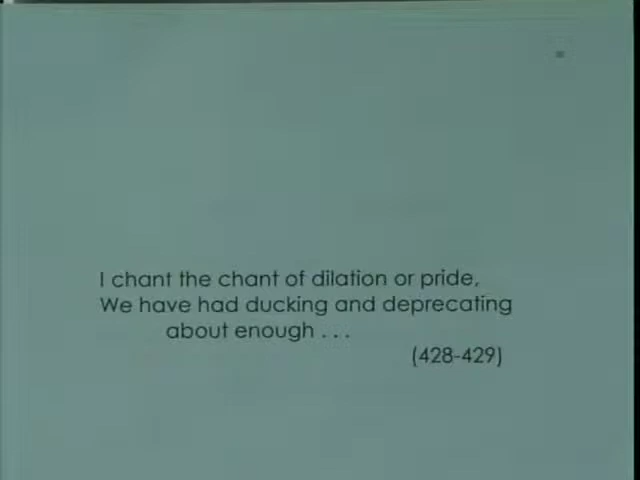 I chant the chant of dilation or pride,
We have had ducking and deprecating
about enough . . .
(428-429)